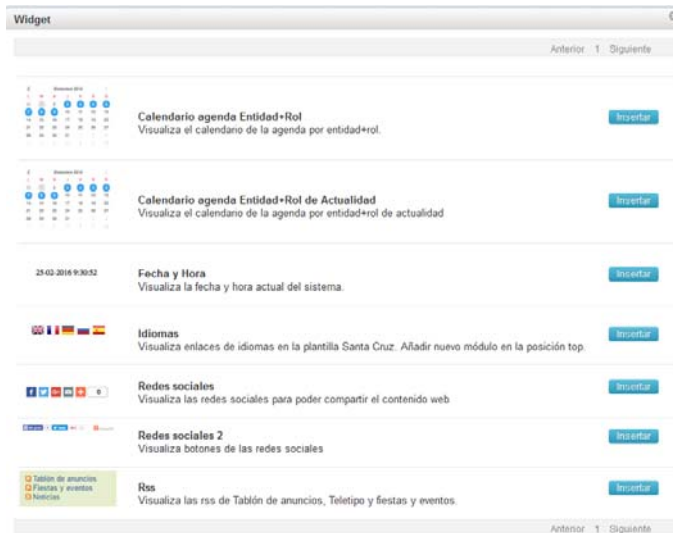 Widget
Anterior 1 Siguiente
Calendario agenda Entidad+Rol
Visualiza el calendario de la agenda por entidad+rol.
Insertar
Calendario agenda Entidad+Rol de Actualidad
Visualiza el calendario de la agenda por entidad+rol de actualidad
Insertar
25-02-2016 9:30:52
Fecha y Hora
Visualiza la fecha y hora actual del sistema.
Insertar
Idiomas
Visualiza enlaces de idiomas en la plantilla Santa Cruz. Añadir nuevo módulo en la posición top.
Insertar
0
Redes sociales
Visualiza las redes sociales para poder compartir el contenido web
Insertar
Redes sociales 2
Visualiza botones de las redes sociales
Insertar
Tablón de anuncios
Fiestas y eventos
Noticias
Rss
Visualiza las rss de Tablón de anuncios, Teletipo y fiestas y eventos.
Insertar
Anterior 1 Siguiente